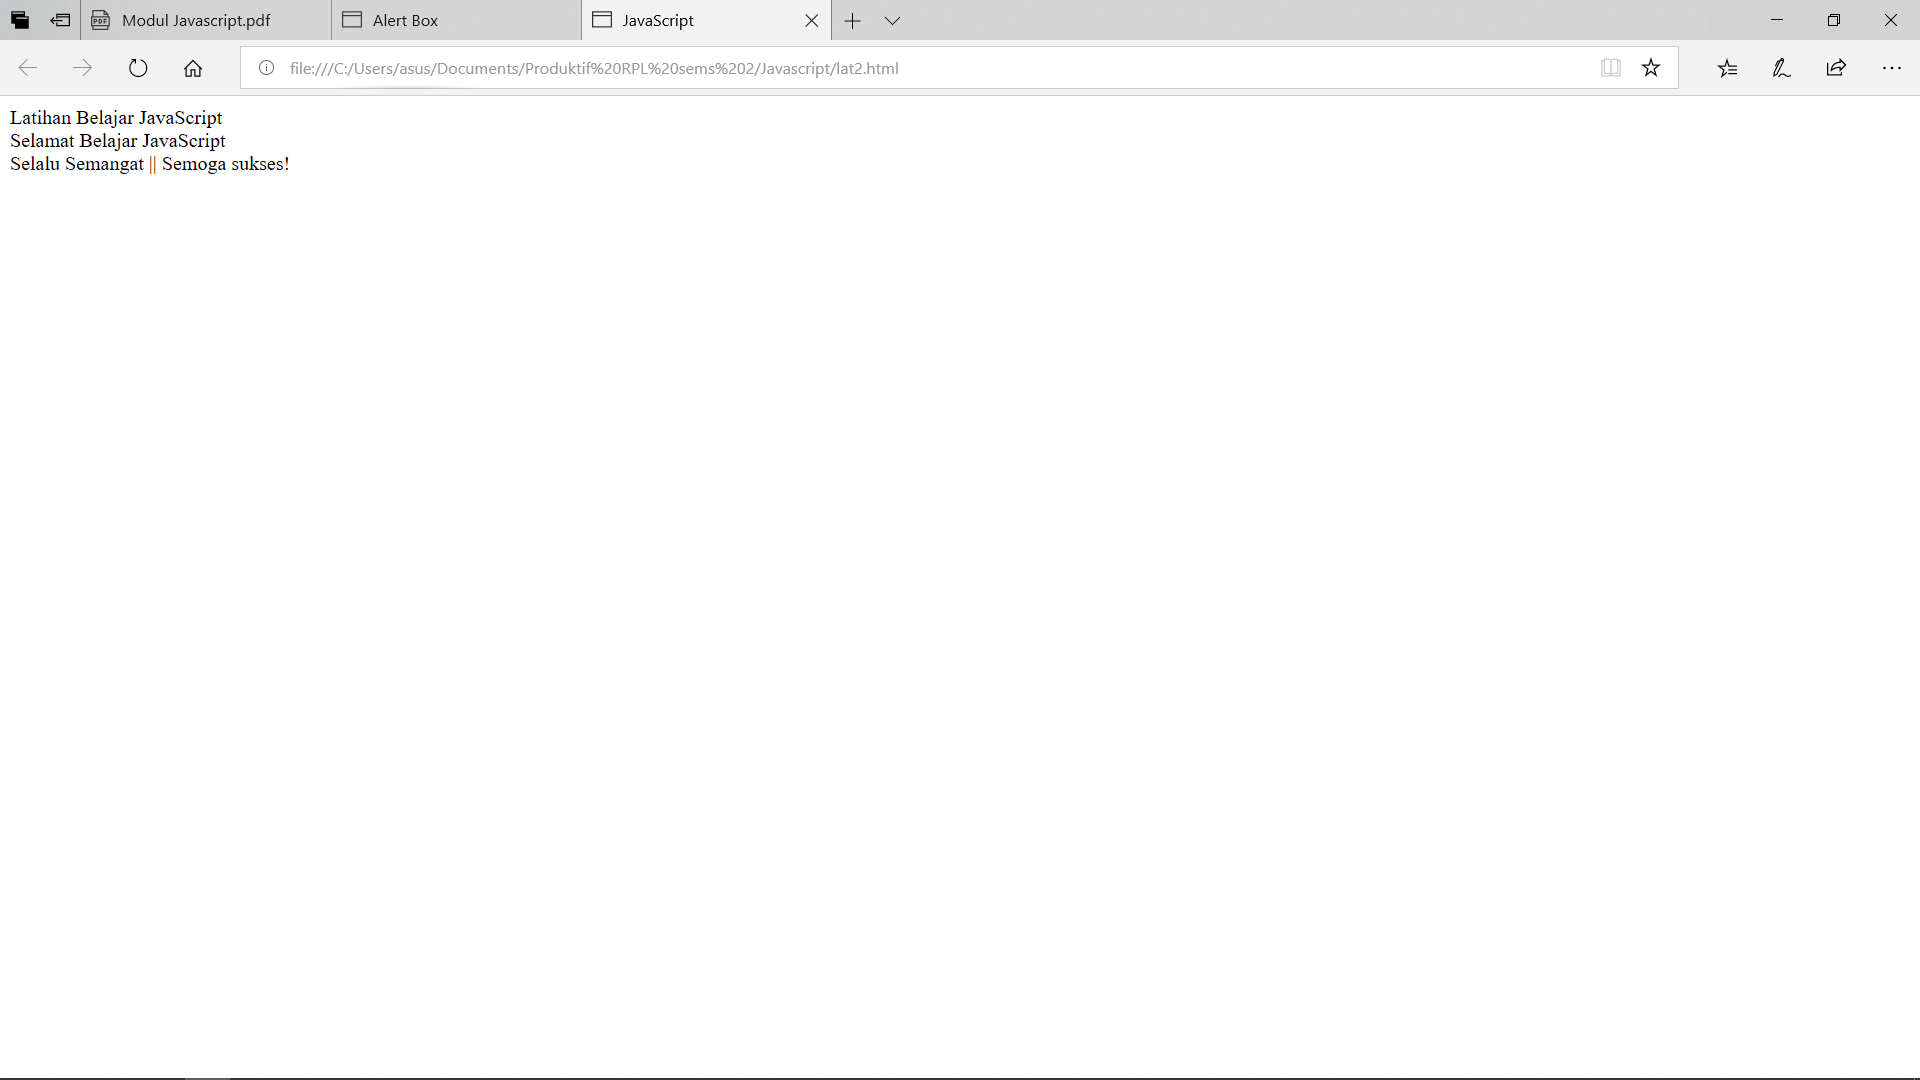 Modul Javascript.pdf
Alert Box
JavaScript
file:///C:/Users/asus/Documents/Produktif%20RPL%20sems%202/Javascript/lat2.html
Latihan Belajar JavaScript
Selamat Belajar JavaScript
Selalu Semangat || Semoga sukses!